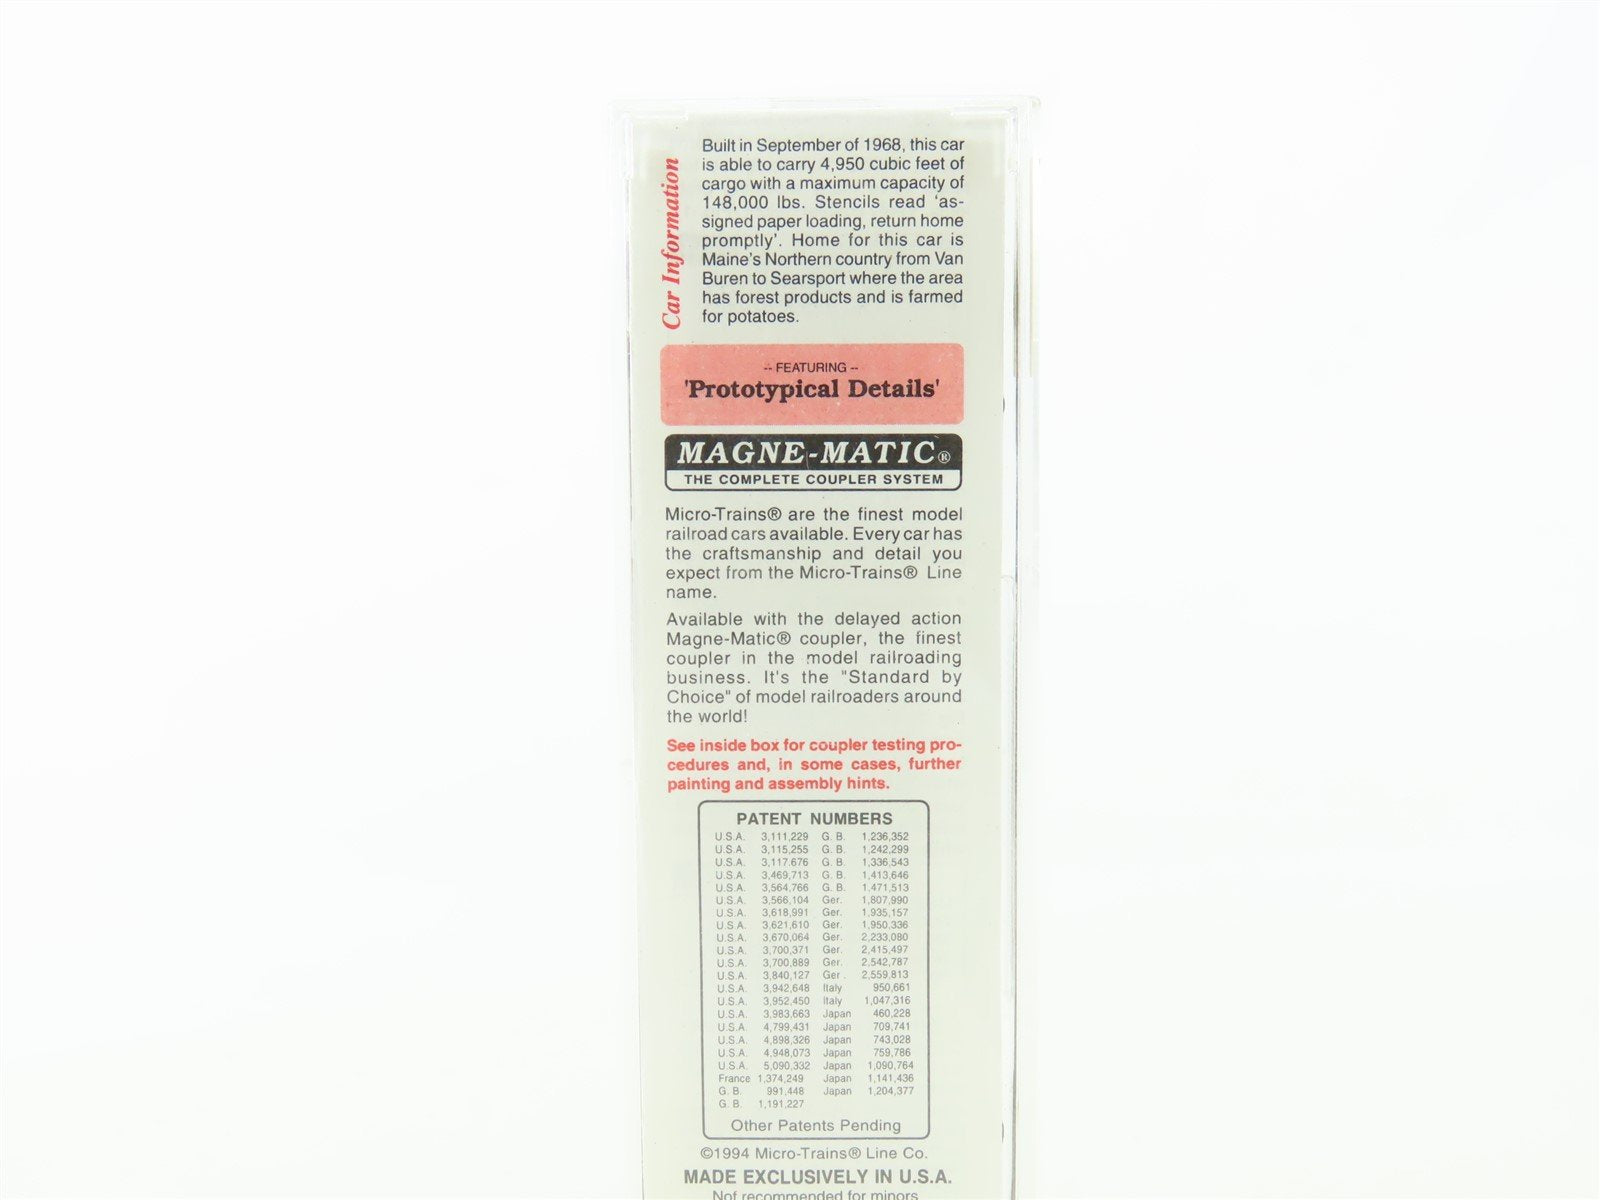 Car Information
Built in September of 1968, this car
is able to carry 4,950 cubic feet of
cargo with a maximum capacity of
148,000 lbs. Stencils read 'as-
signed paper loading, return home
promptly'. Home for this car is
Maine's Northern country from Van
Buren to Searsport where the area
has forest products and is farmed
for potatoes.
-- FEATURING --
'Prototypical Details'
MAGNE-MATIC®
THE COMPLETE COUPLER SYSTEM
Micro-Trains® are the finest model
railroad cars available. Every car has
the craftsmanship and detail you
expect from the Micro-Trains® Line
name.
Available with the delayed action
Magne-Matic® coupler, the finest
coupler in the model railroading
business. It's the "Standard by
Choice" of model railroaders around
the world!
See inside box for coupler testing pro-
cedures and, in some cases, further
painting and assembly hints.
PATENT NUMBERS
U.S.A. 3,111,229 G. B. 1,236,352
U.S.A. 3,115,255 G. B. 1,242,299
U.S.A. 3,117,676 G. B. 1,336,543
U.S.A. 3,469,713 G. B. 1,413,646
U.S.A. 3,564,766 G. B. 1,471,513
U.S.A. 3,566,104 Ger. 1,807,990
U.S.A. 3,618,991 Ger. 1,935,157
U.S.A. 3,621,610 Ger. 1,950,336
U.S.A. 3,670,064 Ger. 2,233,080
U.S.A. 3,700,371 Ger. 2,415,497
U.S.A. 3,700,889 Ger. 2,542,787
U.S.A. 3,840,127 Ger. 2,559,813
U.S.A. 3,942,648 Italy 950,661
U.S.A. 3,952,450 Italy 1,047,316
U.S.A. 3,983,663 Japan 460,228
U.S.A. 4,799,431 Japan 709,741
U.S.A. 4,898,326 Japan 743,028
U.S.A. 4,948,073 Japan 759,786
U.S.A. 5,090,332 Japan 1,090,764
France 1,374,249 Japan 1,141,436
G. B. 991,448 Japan 1,204,377
G. B. 1,191,227
Other Patents Pending
©1994 Micro-Trains® Line Co.
MADE EXCLUSIVELY IN U.S.A.
Not recommended for minors